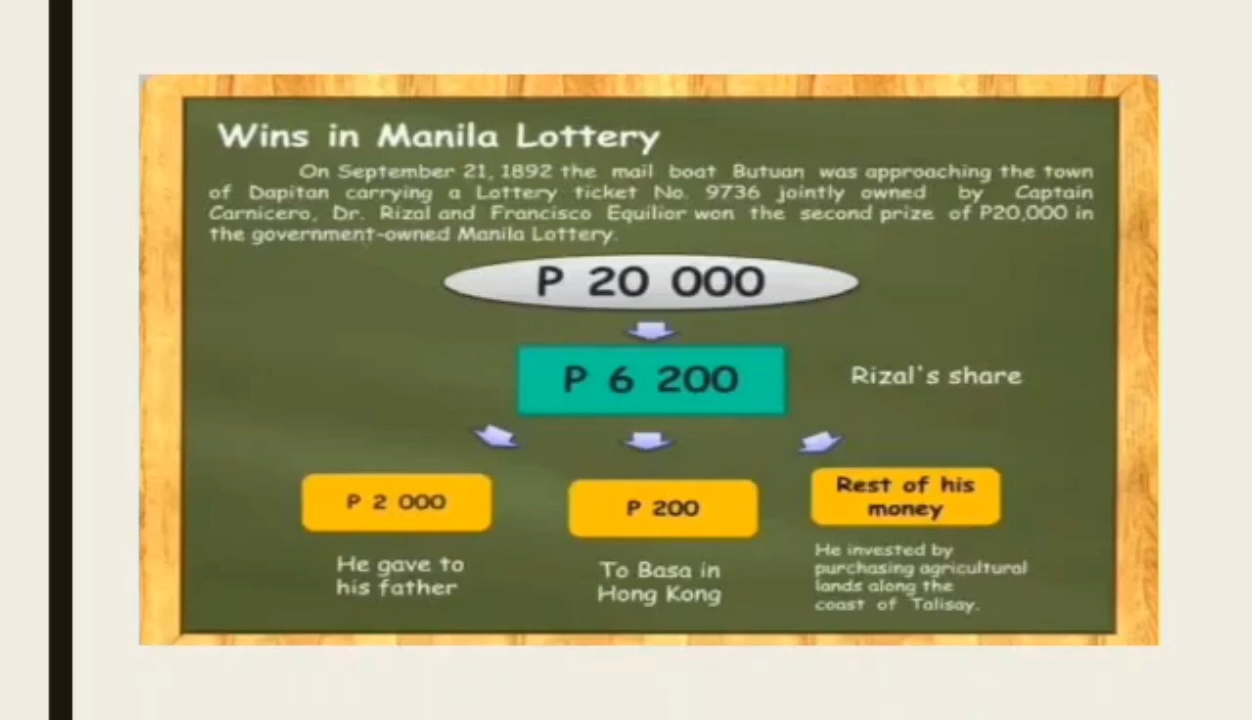 Wins in Manila Lottery
On September 21, 1892 the mail boat Butuan was approaching the town
of Dapitan carrying a Lottery ticket No. 9736 jointly owned by Captain
Carnicero, Dr. Rizal and Francisco Equilior won the second prize of P20,000 in
the government-owned Manila Lottery.
P 20 000
P 6 200
Rizal's share
P 2 000
P 200
Rest of his
money
He gave to
his father
To Basa in
Hong Kong
He invested by
purchasing agricultural
lands along the
coast of Talisay.